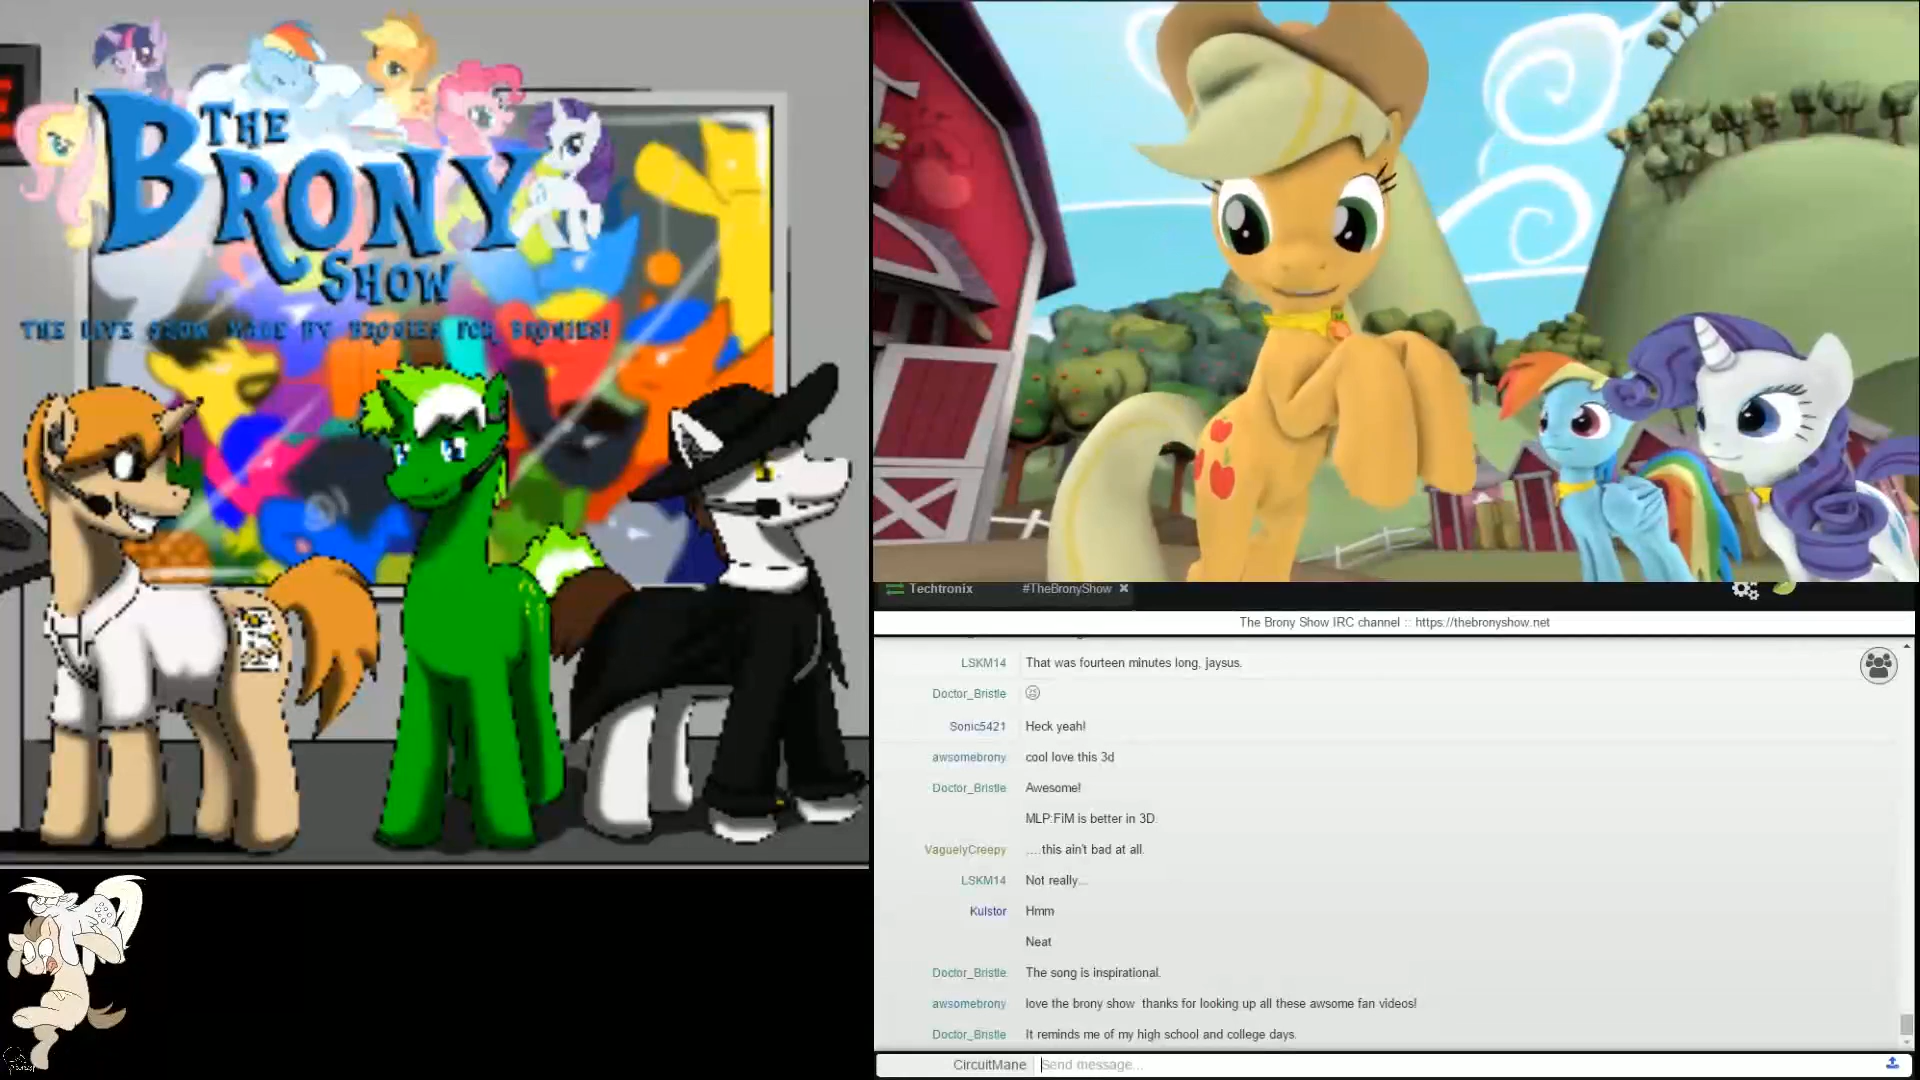 THE
BRONY
SHOW
THE LIVE SHOW MADE BY BRONIES FOR BRONIES!
Techtronix #TheBronyShow
The Brony Show IRC channel :: https://thebronyshow.net
LSKM14 That was fourteen minutes long, jaysus.
Doctor_Bristle
Sonic5421 Heck yeah!
awsomebrony cool love this 3d
Doctor_Bristle Awesome!
MLP:FiM is better in 3D.
VaguelyCreepy ....this ain't bad at all.
LSKM14 Not really...
Kulstor Hmm
Neat
Doctor_Bristle The song is inspirational.
awsomebrony love the brony show thanks for looking up all these awsome fan videos!
Doctor_Bristle It reminds me of my high school and college days.
CircuitMane Send message...